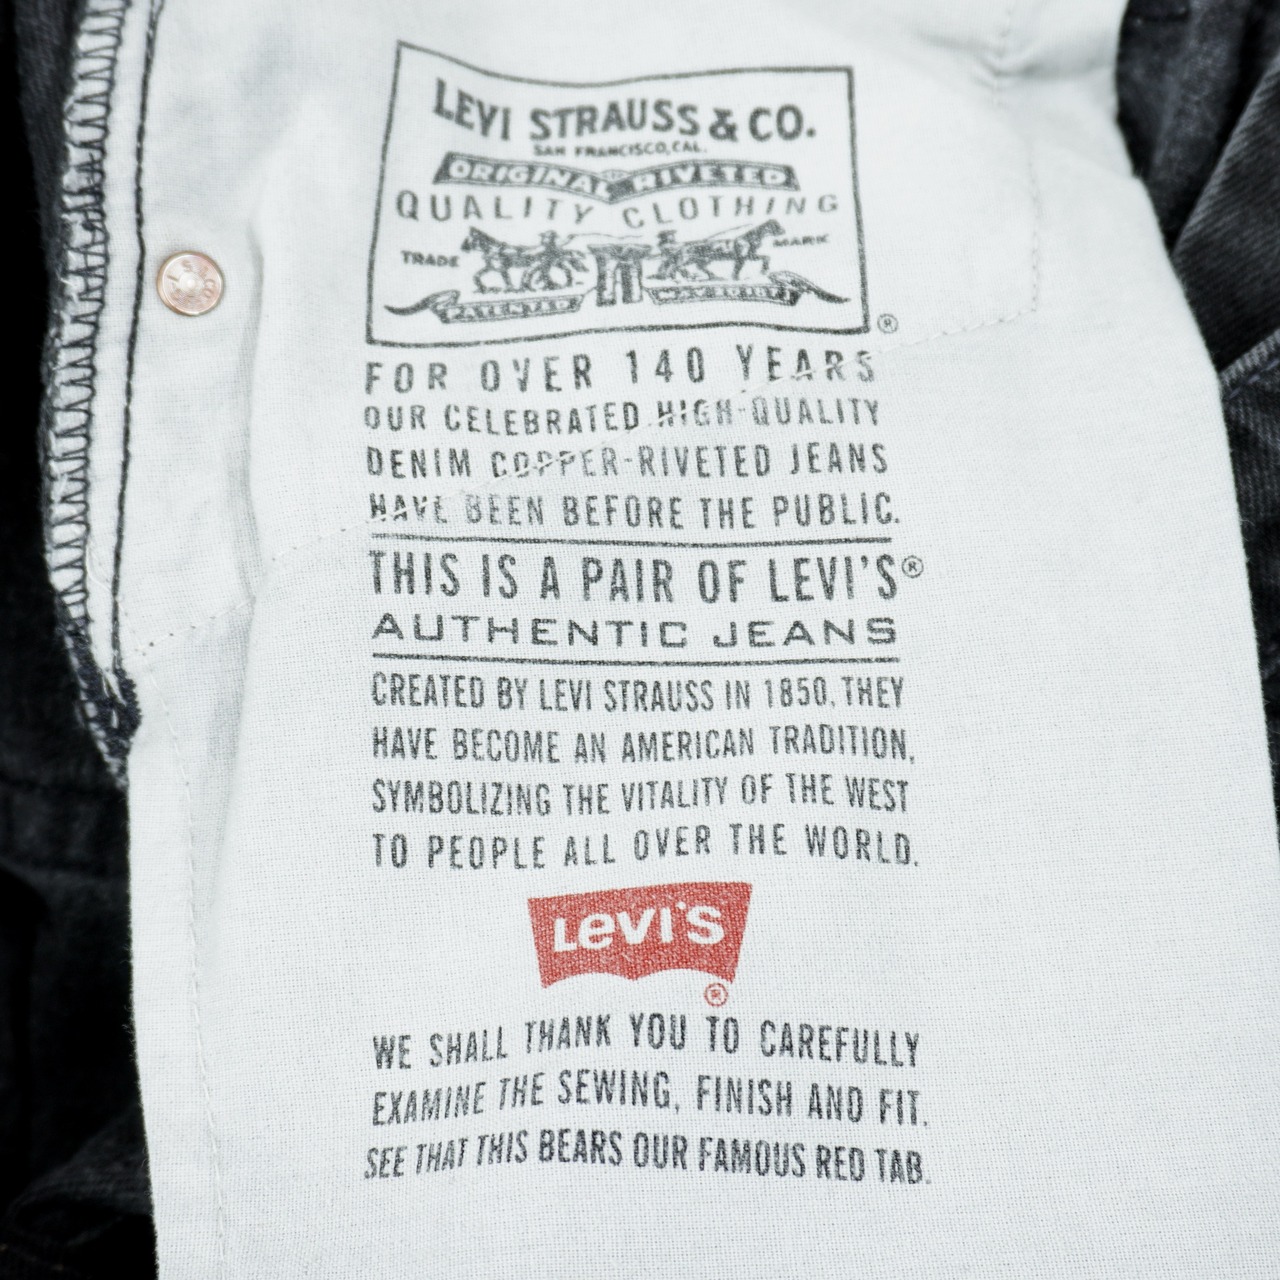 LEVI STRAUSS & CO.
SAN FRANCISCO, CAL.
ORIGINAL RIVETED
QUALITY CLOTHING
TRADE MARK
PATENTED
®
FOR OVER 140 YEARS
OUR CELEBRATED HIGH-QUALITY
DENIM COPPER-RIVETED JEANS
HAVE BEEN BEFORE THE PUBLIC.
THIS IS A PAIR OF LEVI'S®
AUTHENTIC JEANS
CREATED BY LEVI STRAUSS IN 1850, THEY
HAVE BECOME AN AMERICAN TRADITION,
SYMBOLIZING THE VITALITY OF THE WEST
TO PEOPLE ALL OVER THE WORLD.
Levi's
®
WE SHALL THANK YOU TO CAREFULLY
EXAMINE THE SEWING, FINISH AND FIT.
SEE THAT THIS BEARS OUR FAMOUS RED TAB.